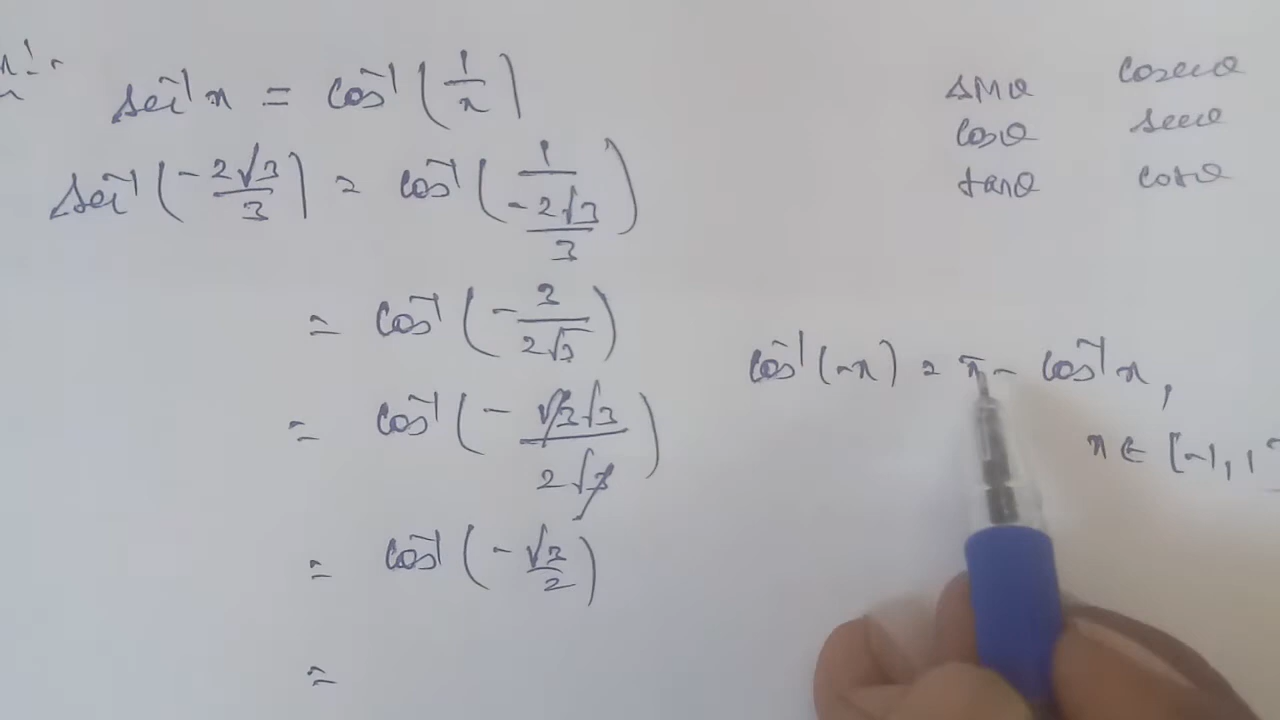 sec⁻¹ x = cos⁻¹ (1/x)
sec⁻¹ (-2√3/3) = cos⁻¹ (1/(-2√3/3))
= cos⁻¹ (-3/2√3)
= cos⁻¹ (-√3√3/2√3)
= cos⁻¹ (-√3/2)
=
sinθ cosecθ
cosθ secθ
tanθ cotθ
cos⁻¹ (-x) = π - cos⁻¹ x,
x ∈ [-1, 1]